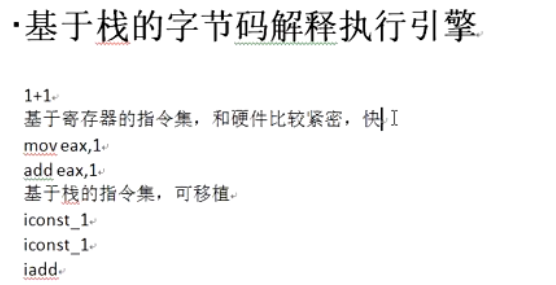 ·基于栈的字节码解释执行引擎
1+1
基于寄存器的指令集，和硬件比较紧密，快
mov eax,1
add eax,1
基于栈的指令集，可移植
iconst_1
iconst_1
iadd